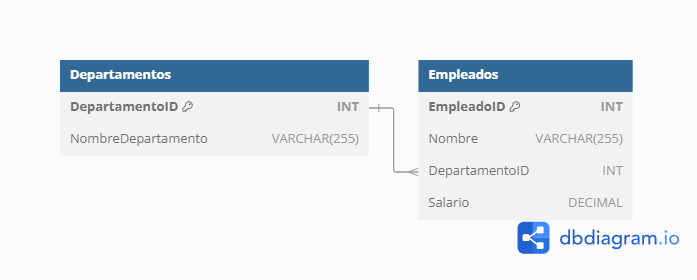 Departamentos
DepartamentoID INT
NombreDepartamento VARCHAR(255)
Empleados
EmpleadoID INT
Nombre VARCHAR(255)
DepartamentoID INT
Salario DECIMAL
dbdiagram.io